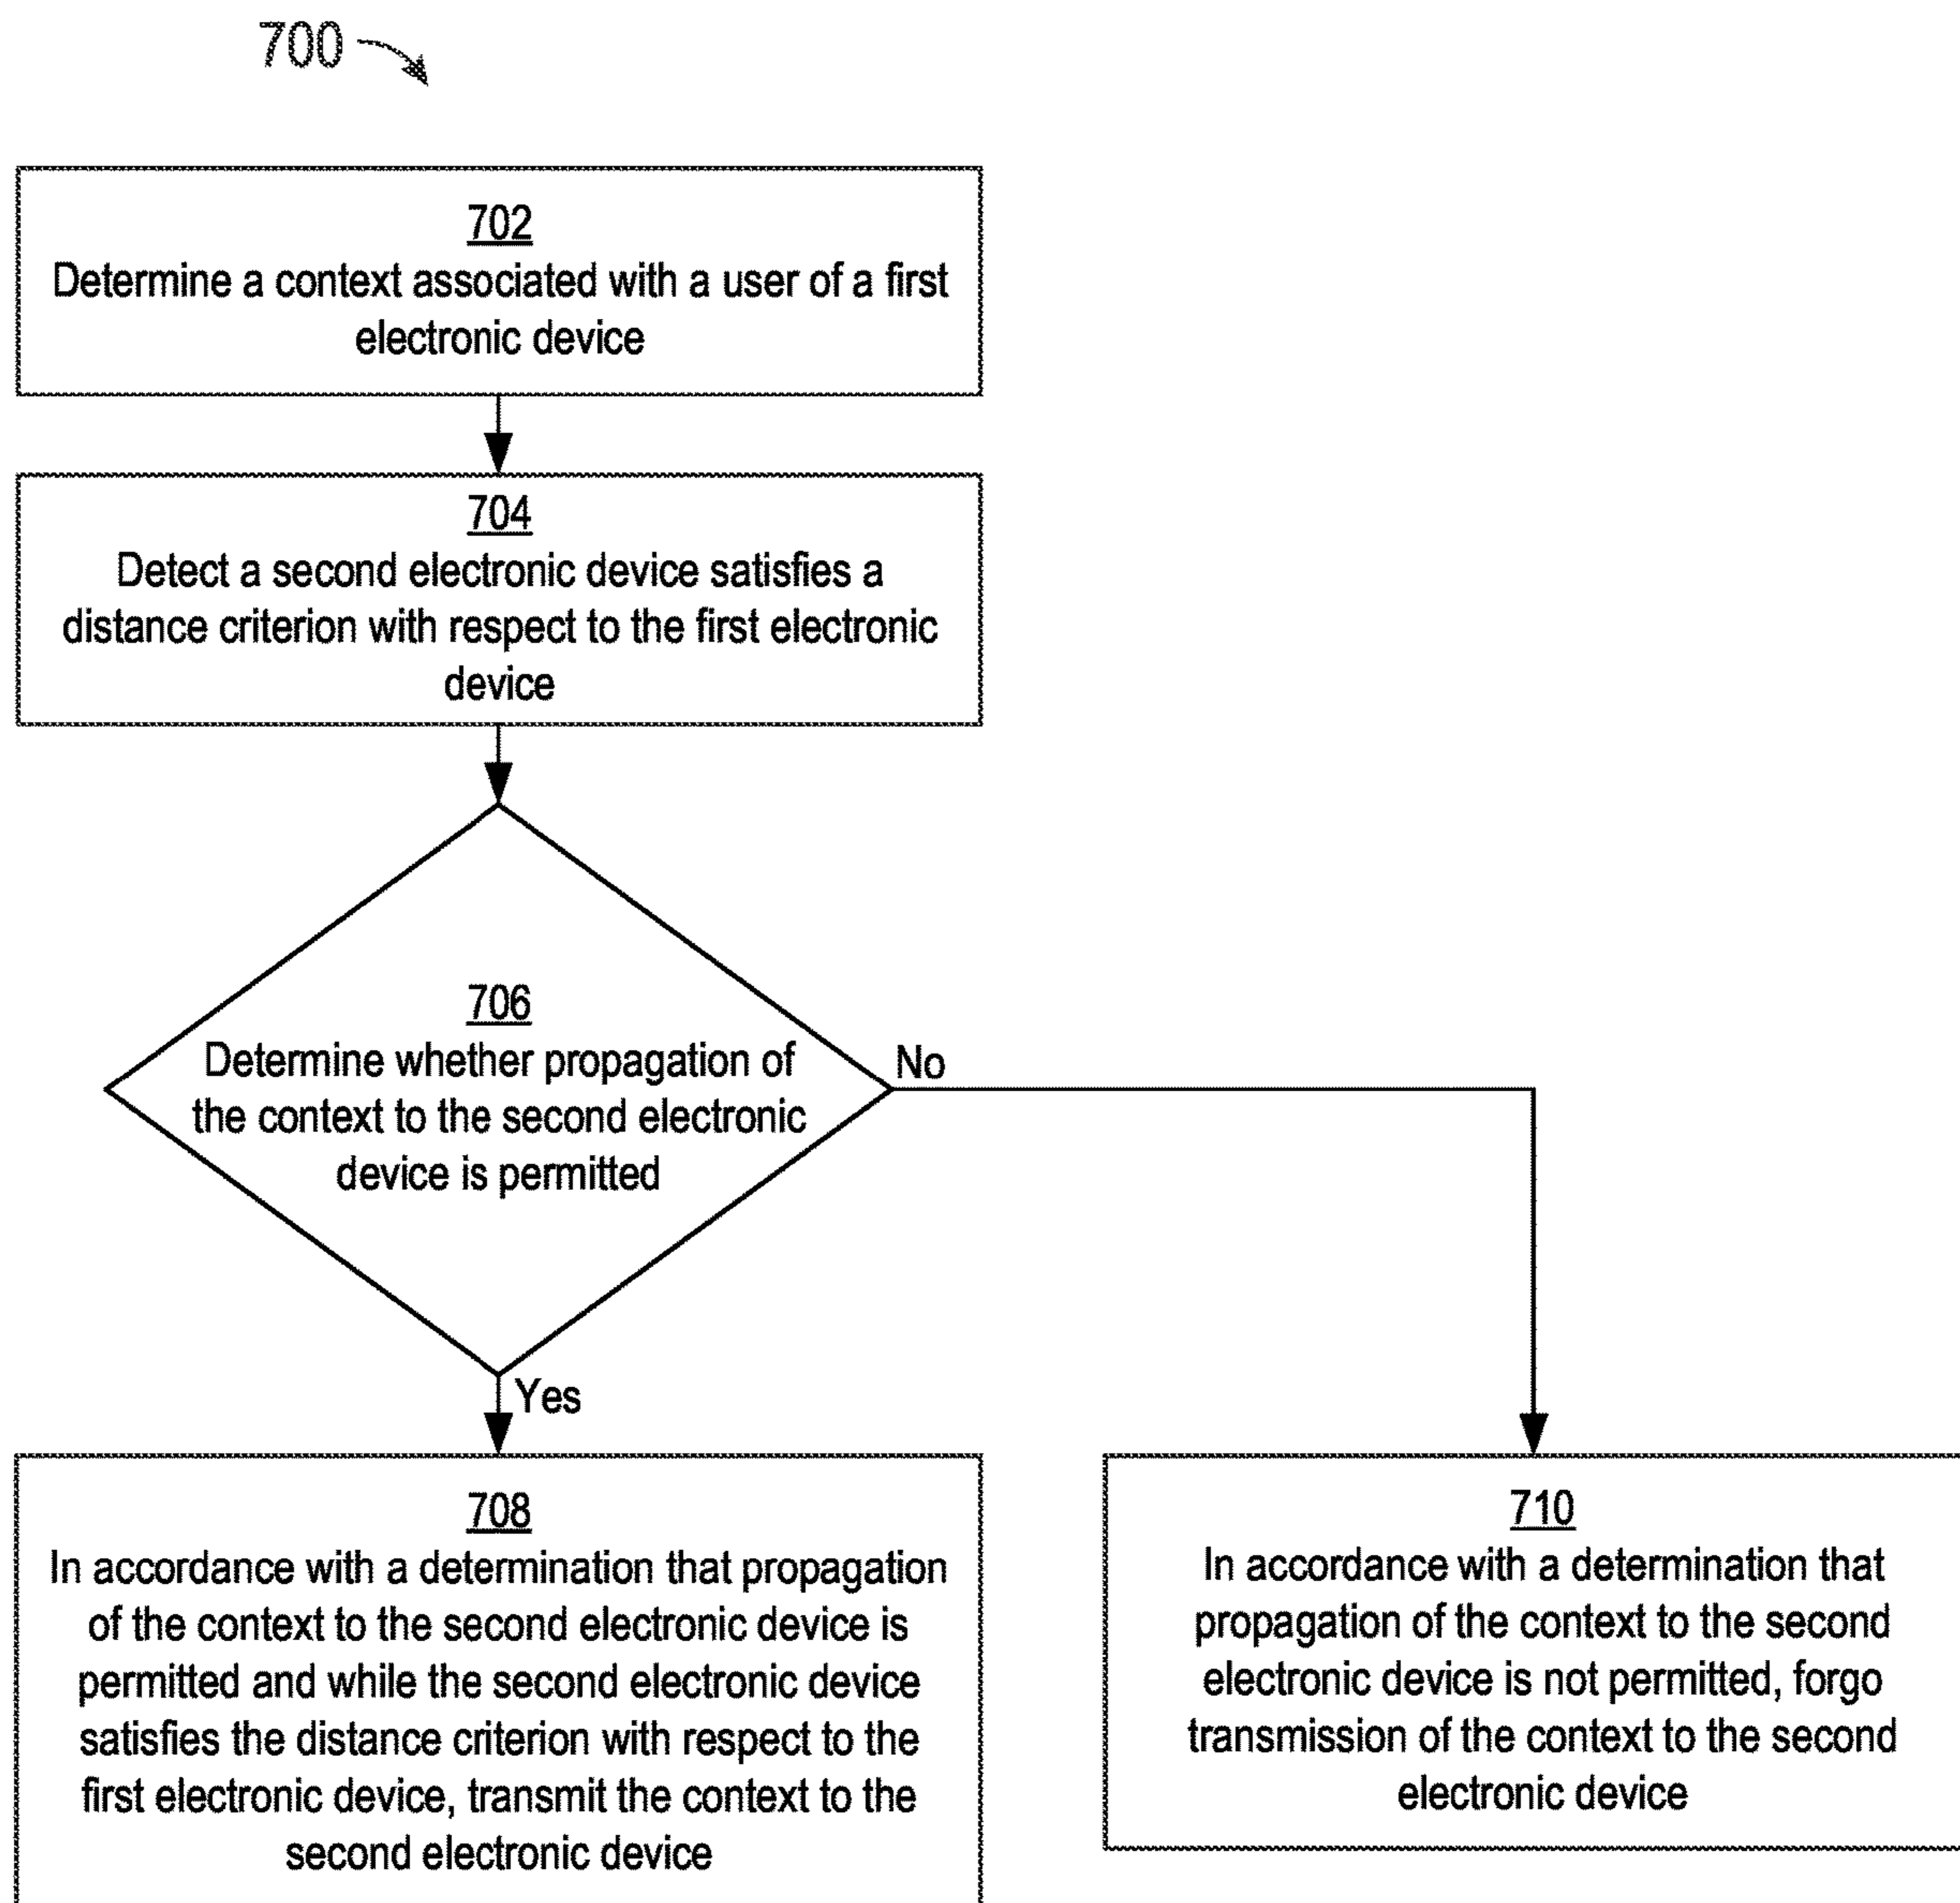 700
702
Determine a context associated with a user of a first
electronic device
704
Detect a second electronic device satisfies a
distance criterion with respect to the first electronic
device
706
Determine whether propagation of
the context to the second electronic
device is permitted
No
Yes
708
In accordance with a determination that propagation
of the context to the second electronic device is
permitted and while the second electronic device
satisfies the distance criterion with respect to the
first electronic device, transmit the context to the
second electronic device
710
In accordance with a determination that
propagation of the context to the second
electronic device is not permitted, forgo
transmission of the context to the second
electronic device